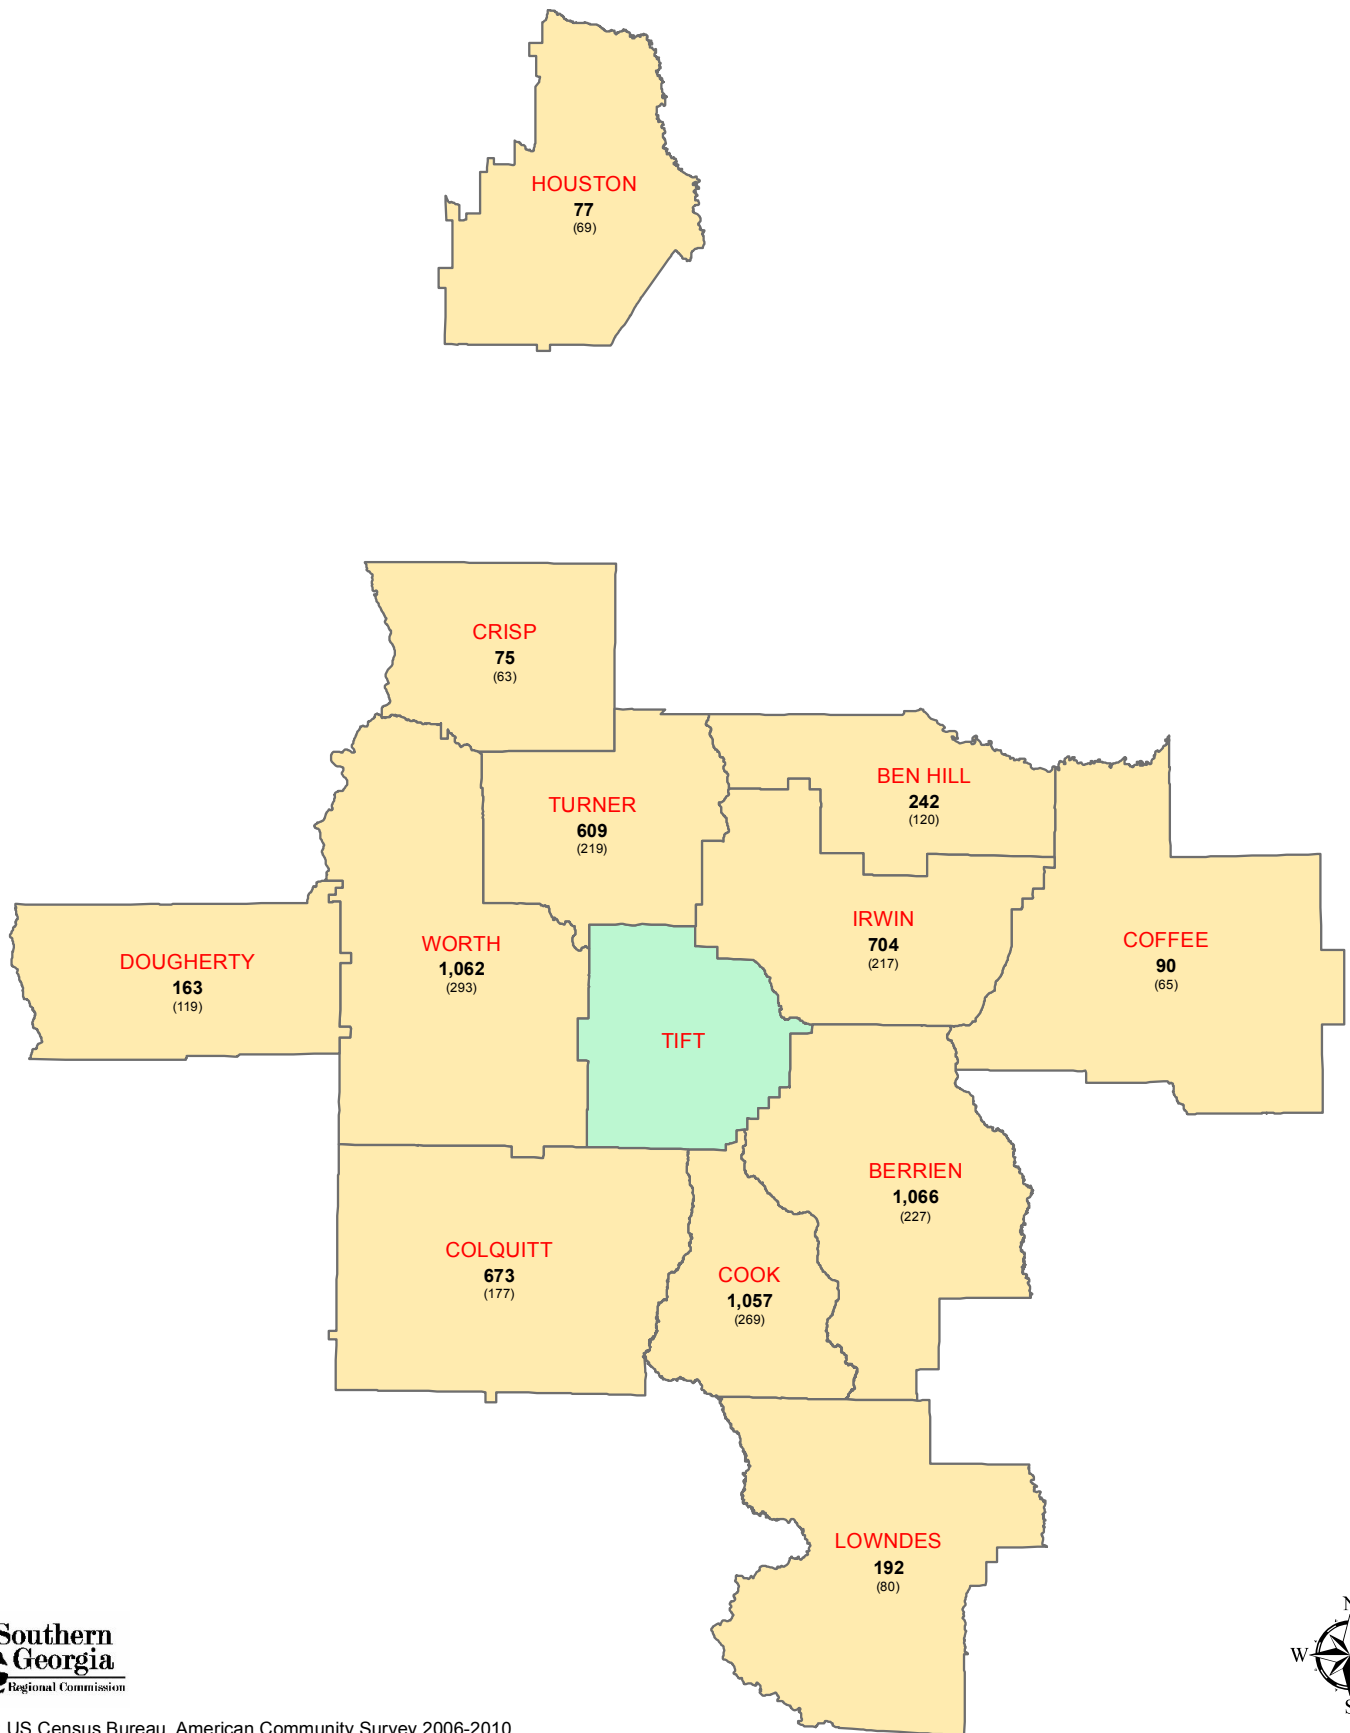 HOUSTON
77
(69)
CRISP
75
(63)
BEN HILL
242
(120)
TURNER
609
(219)
IRWIN
704
(217)
COFFEE
90
(65)
WORTH
1,062
(293)
DOUGHERTY
163
(119)
TIFT
BERRIEN
1,066
(227)
COLQUITT
673
(177)
COOK
1,057
(269)
LOWNDES
192
(80)
N
W
S
Southern
Georgia
Regional Commission
US Census Bureau, American Community Survey 2006-2010